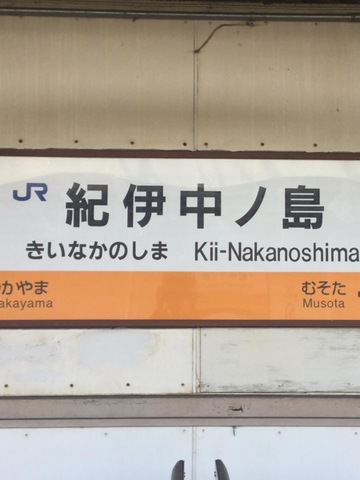 JR 紀伊中ノ島
きいなかのしま Kii-Nakanoshima
かやま むそた
akayama Musota